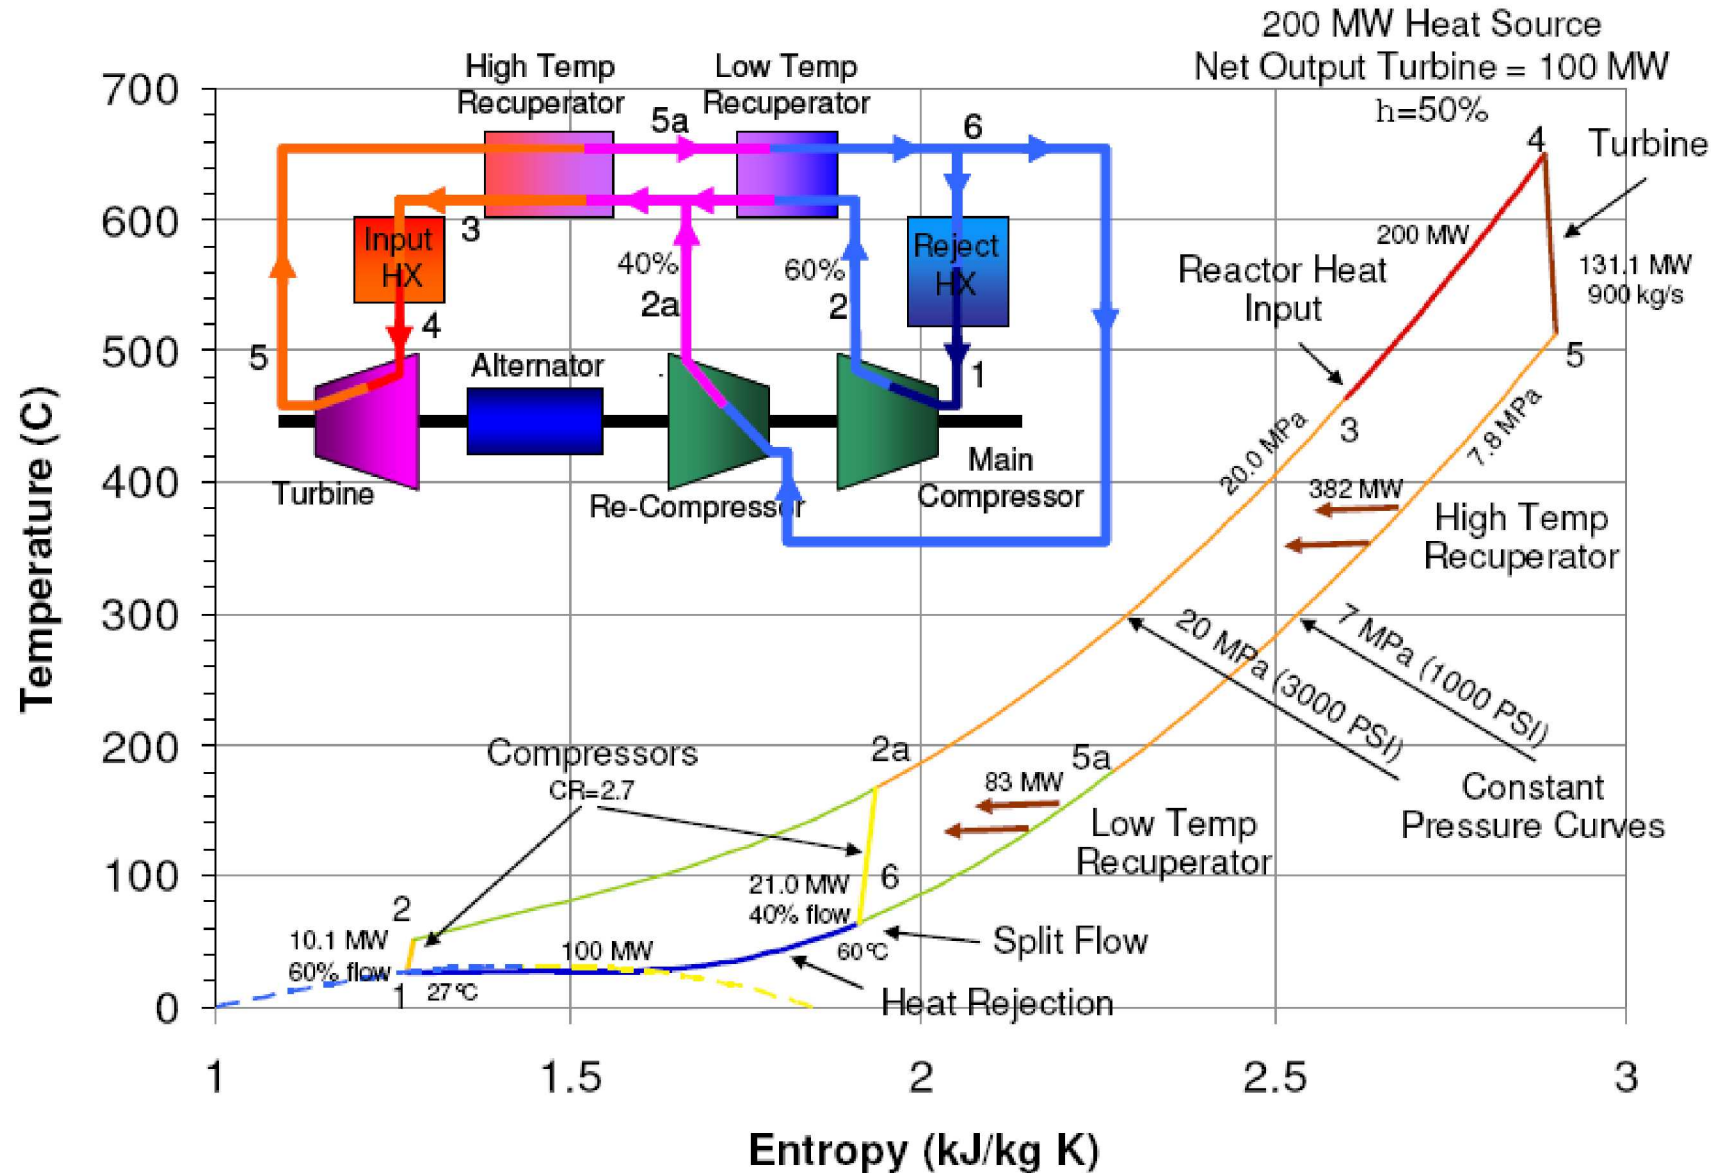 200 MW Heat Source
Net Output Turbine = 100 MW
h=50%
High Temp
Recuperator
Low Temp
Recuperator
5a
6
3
Input
HX
4
5
40%
2a
60%
2
Reject
HX
1
Alternator
Turbine
Re-Compressor
Main
Compressor
4
Turbine
200 MW
131.1 MW
900 kg/s
Reactor Heat
Input
5
3
20.0 MPa
7.8 MPa
382 MW
High Temp
Recuperator
20 MPa (3000 PSI)
7 MPa (1000 PSI)
Constant
Pressure Curves
Compressors
CR=2.7
2a
5a
83 MW
Low Temp
Recuperator
2
10.1 MW
60% flow
1
27°C
100 MW
21.0 MW
40% flow
6
60°C
Split Flow
Heat Rejection
Temperature (C)
700
600
500
400
300
200
100
0
1
1.5
2
2.5
3
Entropy (kJ/kg K)